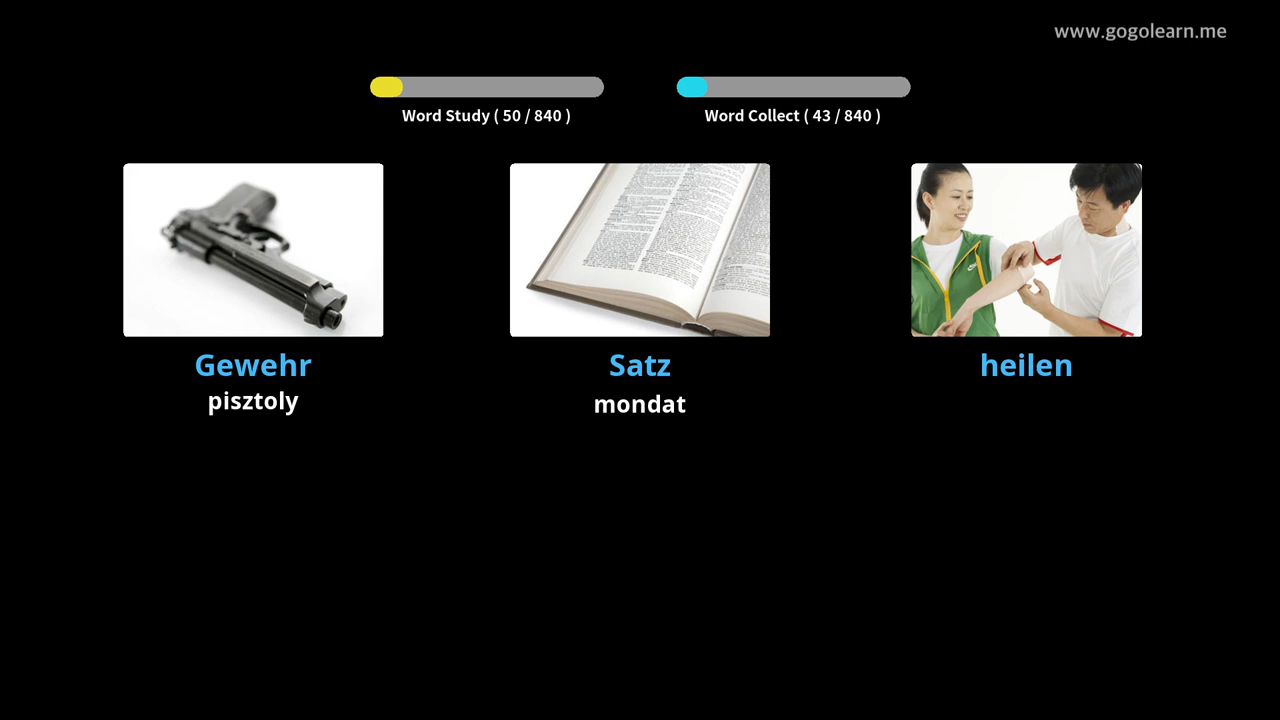 www.gogolearn.me
Word Study ( 50 / 840 )
Word Collect ( 43 / 840 )
Gewehr
pisztoly
Satz
mondat
heilen